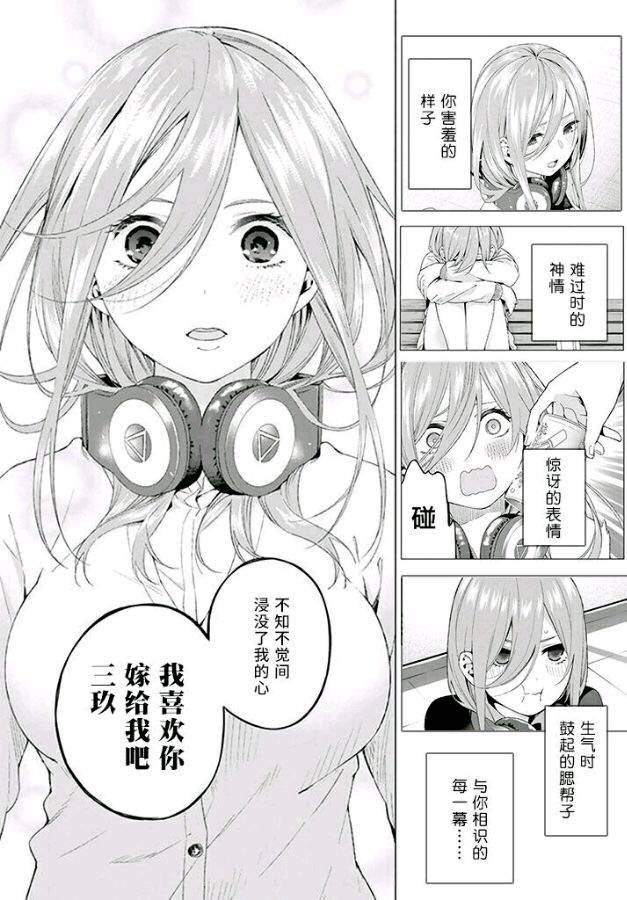 你害羞的
样子
难过时的
神情
碰
惊讶的表情
生气时
鼓起的腮帮子
与你相识的
每一幕……
不知不觉间
浸没了我的心
我喜欢你
嫁给我吧
三玖